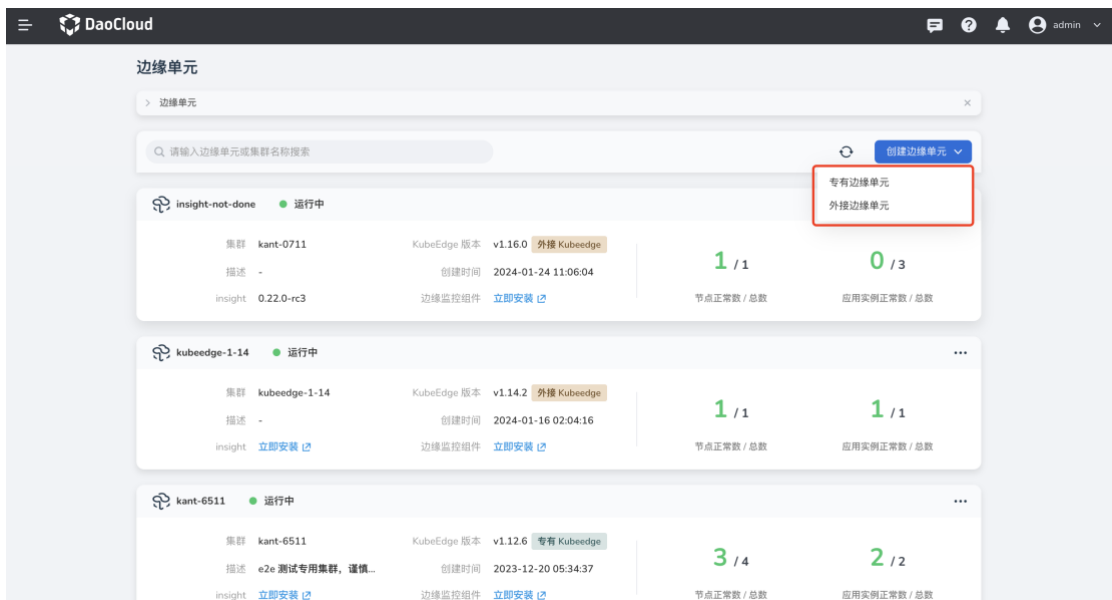 DaoCloud
admin
边缘单元
边缘单元
请输入边缘单元或集群名称搜索
创建边缘单元
专有边缘单元
外接边缘单元
insight-not-done 运行中
集群 kant-0711 KubeEdge 版本 v1.16.0 外接 Kubeedge
描述 - 创建时间 2024-01-24 11:06:04
insight 0.22.0-rc3 边缘监控组件 立即安装
1 / 1
节点正常数 / 总数
0 / 3
应用实例正常数 / 总数
kubeedge-1-14 运行中
集群 kubeedge-1-14 KubeEdge 版本 v1.14.2 外接 Kubeedge
描述 - 创建时间 2024-01-16 02:04:16
insight 立即安装 边缘监控组件 立即安装
1 / 1
节点正常数 / 总数
1 / 1
应用实例正常数 / 总数
kant-6511 运行中
集群 kant-6511 KubeEdge 版本 v1.12.6 专有 Kubeedge
描述 e2e 测试专用集群，谨慎... 创建时间 2023-12-20 05:34:37
insight 立即安装 边缘监控组件 立即安装
3 / 4
节点正常数 / 总数
2 / 2
应用实例正常数 / 总数